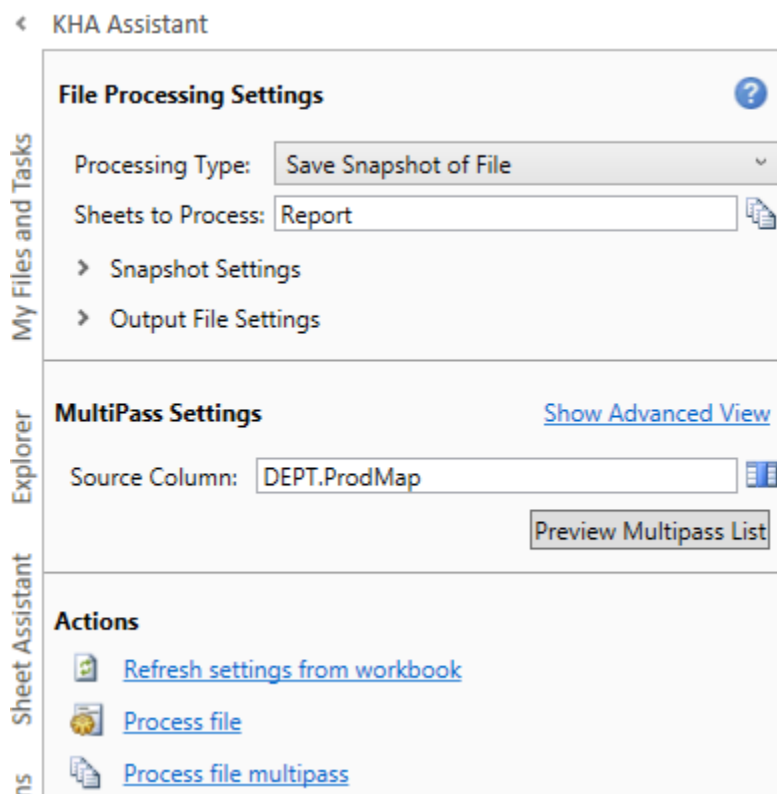 KHA Assistant
File Processing Settings
?
Processing Type: Save Snapshot of File
Sheets to Process: Report
Snapshot Settings
Output File Settings
MultiPass Settings Show Advanced View
Source Column: DEPT.ProdMap
Preview Multipass List
Actions
Refresh settings from workbook
Process file
Process file multipass
My Files and Tasks
Explorer
Sheet Assistant